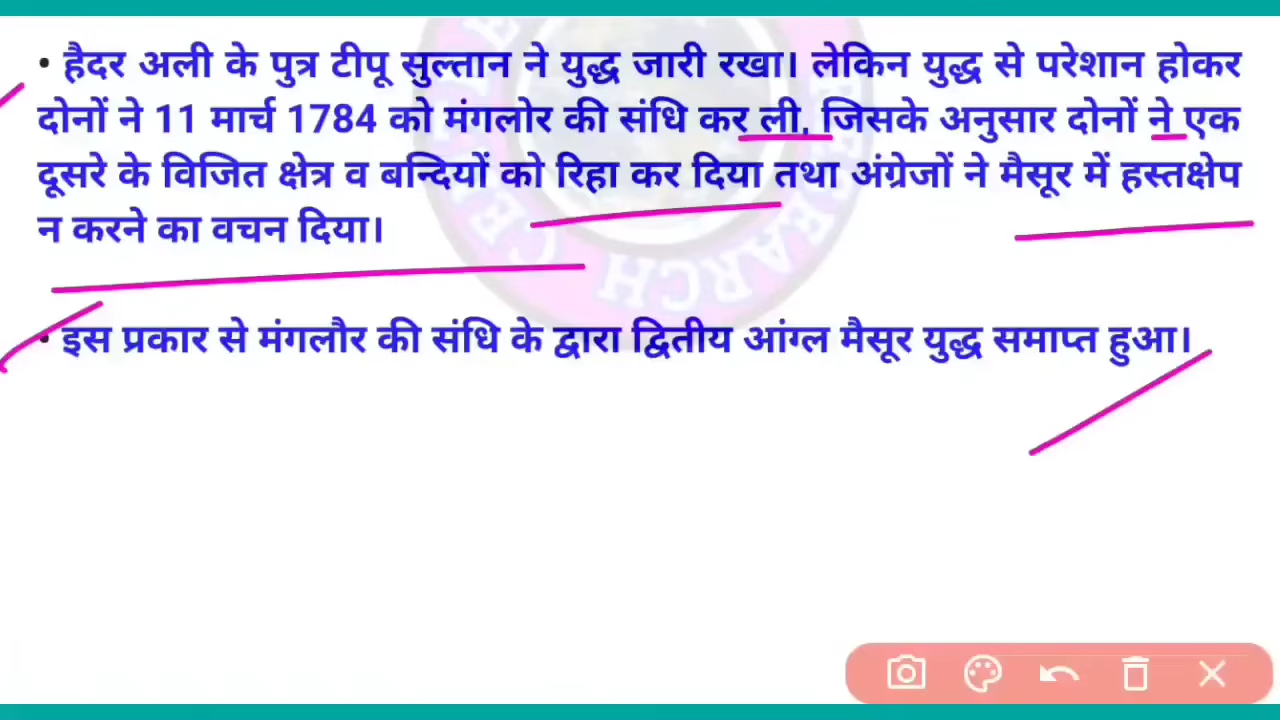 • हैदर अली के पुत्र टीपू सुल्तान ने युद्ध जारी रखा। लेकिन युद्ध से परेशान होकर
दोनों ने 11 मार्च 1784 को मंगलोर की संधि कर ली, जिसके अनुसार दोनों ने एक
दूसरे के विजित क्षेत्र व बन्दियों को रिहा कर दिया तथा अंग्रेजों ने मैसूर में हस्तक्षेप
न करने का वचन दिया।
• इस प्रकार से मंगलौर की संधि के द्वारा द्वितीय आंग्ल मैसूर युद्ध समाप्त हुआ।